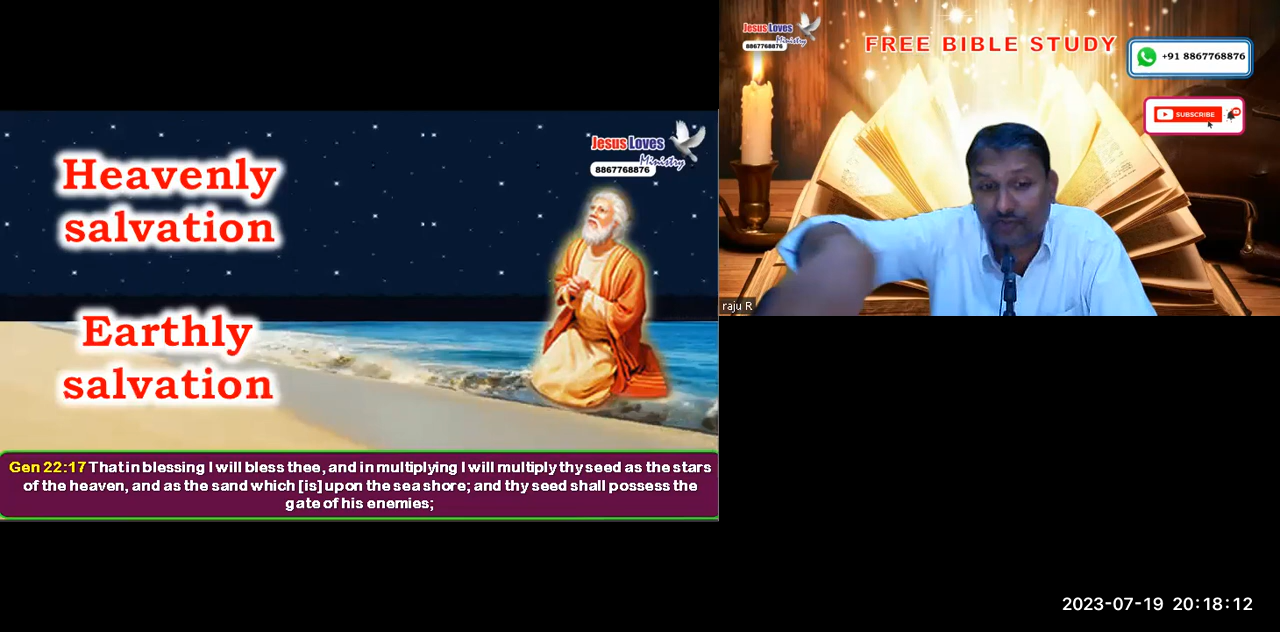 Heavenly
salvation
Earthly
salvation
Jesus Loves
Ministry
8867768876
Gen 22:17 That in blessing I will bless thee, and in multiplying I will multiply thy seed as the stars
of the heaven, and as the sand which [is] upon the sea shore; and thy seed shall possess the
gate of his enemies;
Jesus Loves
Ministry
8867768876
FREE BIBLE STUDY
+91 8867768876
SUBSCRIBE
raju R
2023-07-19 20:18:12